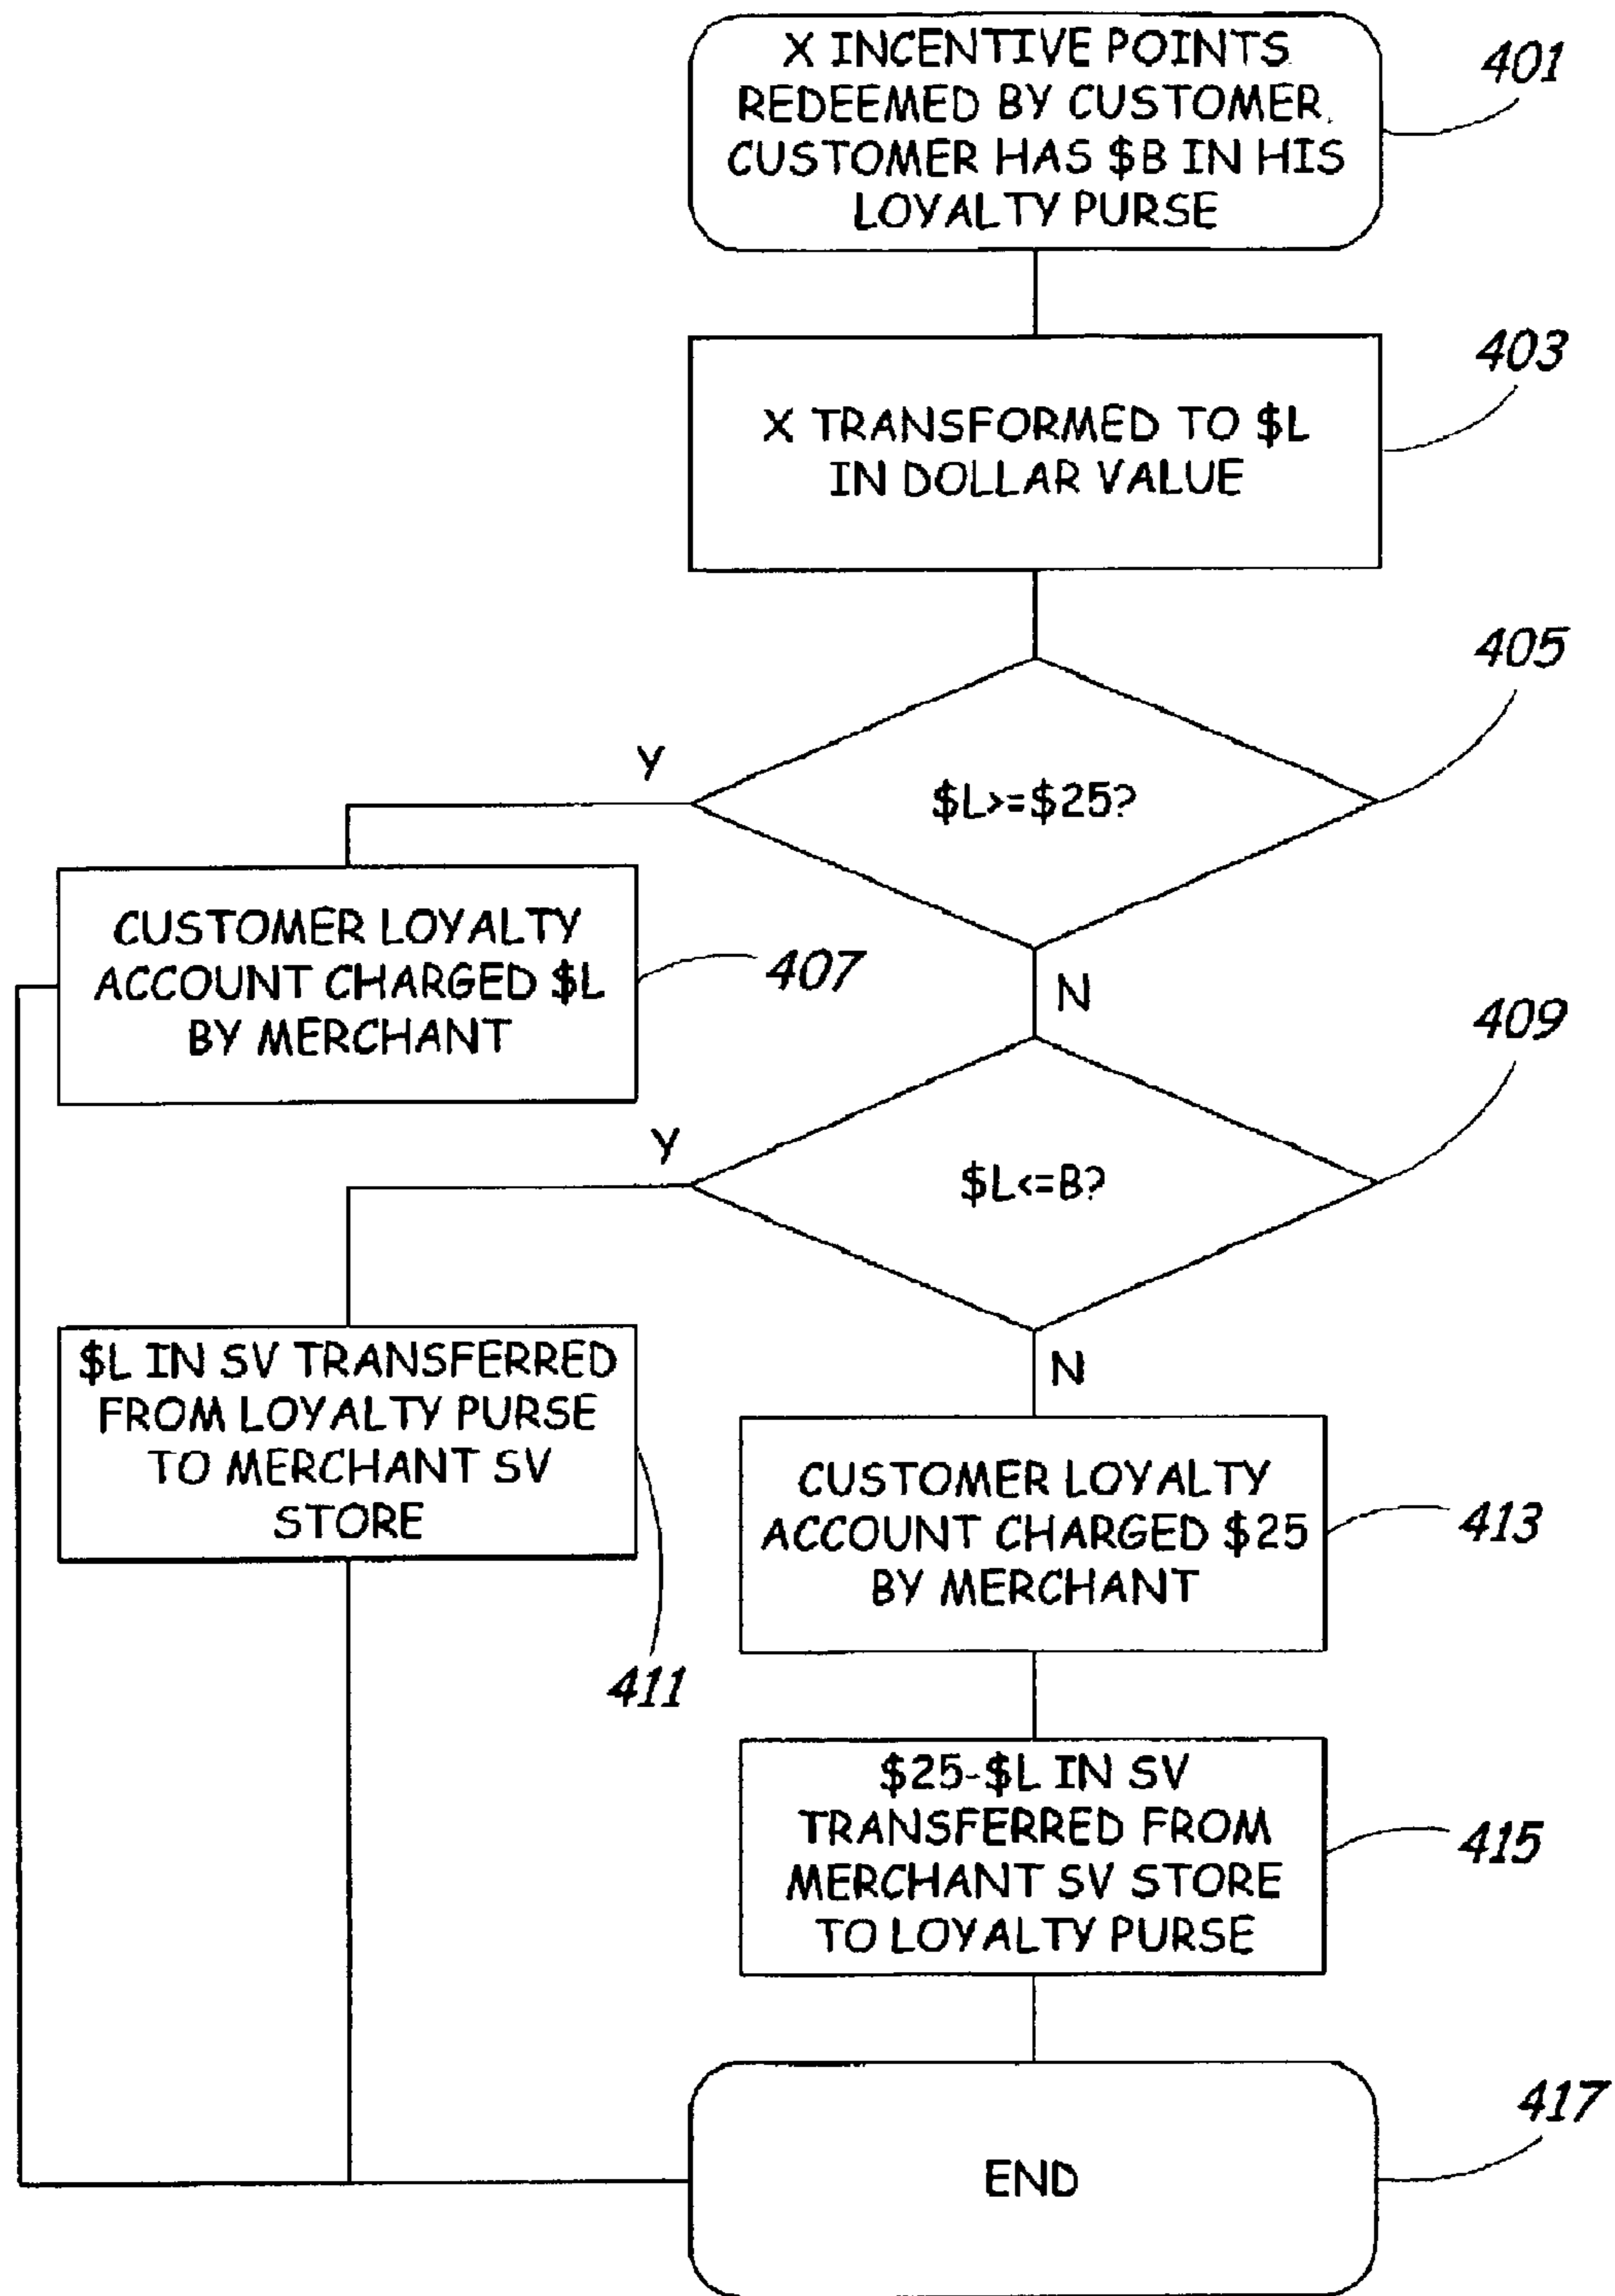 X INCENTIVE POINTS
REDEEMED BY CUSTOMER,
CUSTOMER HAS $B IN HIS
LOYALTY PURSE
401
X TRANSFORMED TO $L
IN DOLLAR VALUE
403
$L>=$25?
405
Y
N
CUSTOMER LOYALTY
ACCOUNT CHARGED $L
BY MERCHANT
407
$L<=B?
409
Y
N
$L IN SV TRANSFERRED
FROM LOYALTY PURSE
TO MERCHANT SV
STORE
411
CUSTOMER LOYALTY
ACCOUNT CHARGED $25
BY MERCHANT
413
$25-$L IN SV
TRANSFERRED FROM
MERCHANT SV STORE
TO LOYALTY PURSE
415
END
417